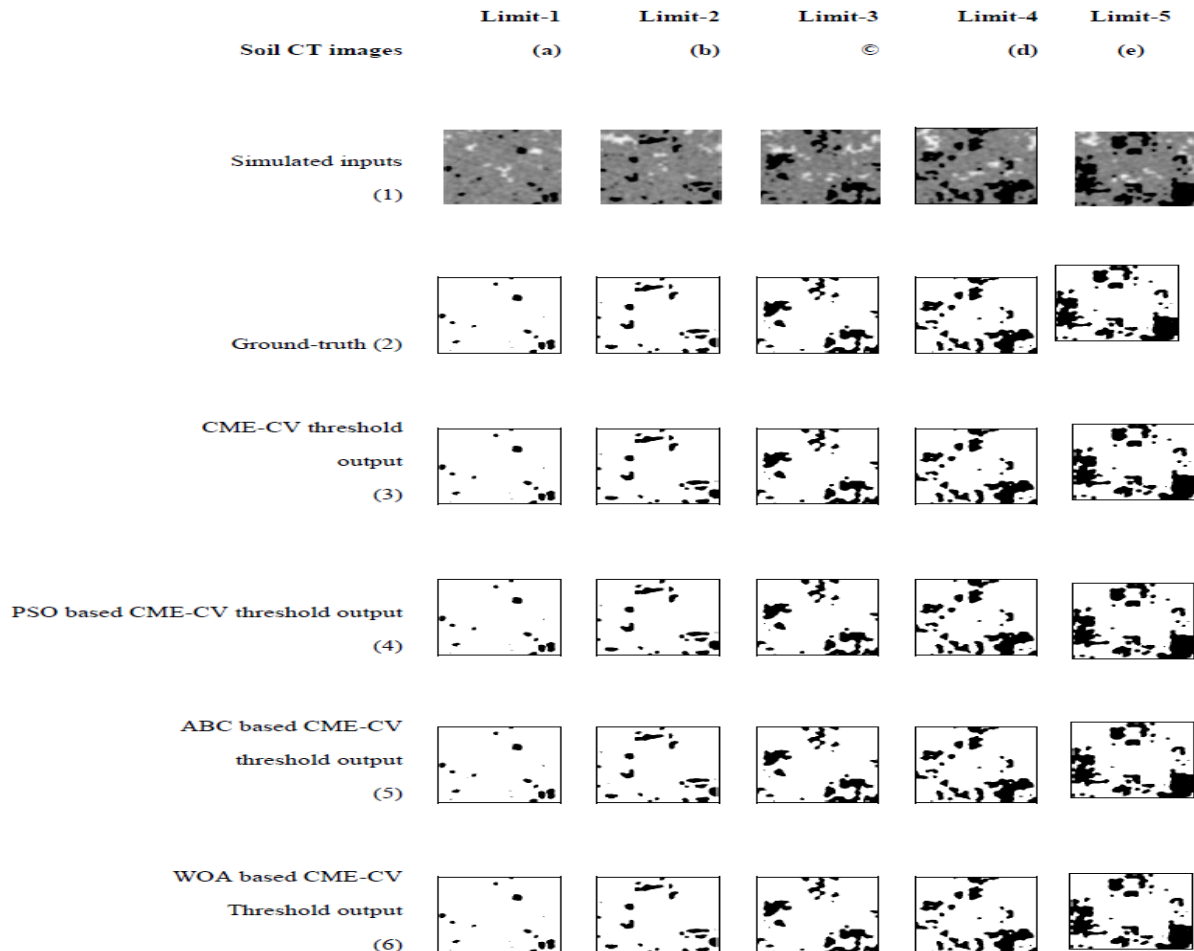 Limit-1 Limit-2 Limit-3 Limit-4 Limit-5
Soil CT images (a) (b) © (d) (e)
Simulated inputs
(1)
Ground-truth (2)
CME-CV threshold
output
(3)
PSO based CME-CV threshold output
(4)
ABC based CME-CV
threshold output
(5)
WOA based CME-CV
Threshold output
(6)